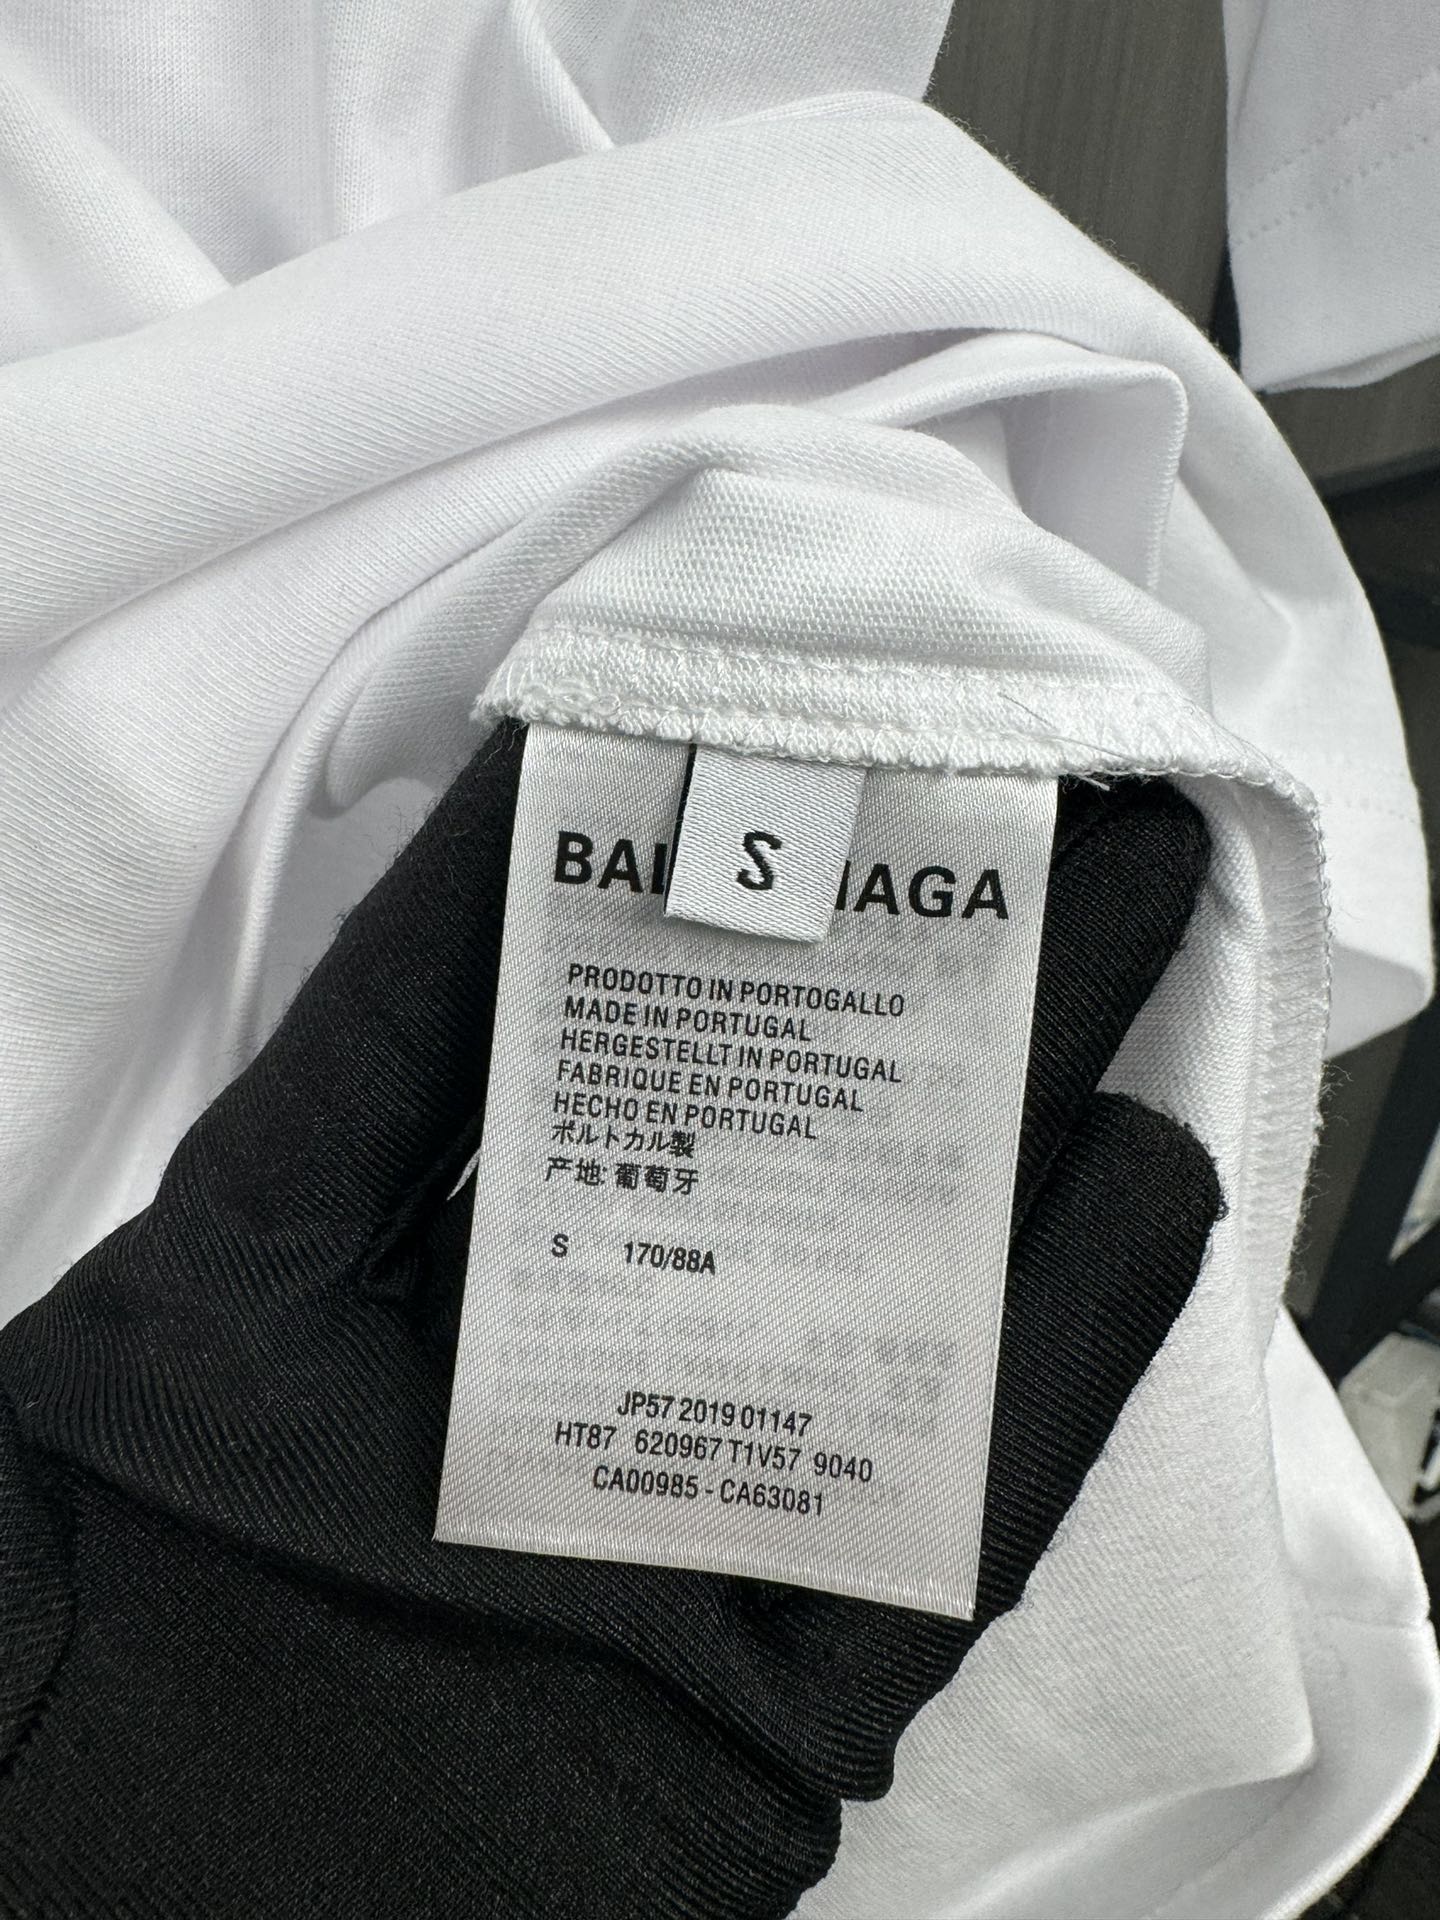 S
BAL NAGA
PRODOTTO IN PORTOGALLO
MADE IN PORTUGAL
HERGESTELLT IN PORTUGAL
FABRIQUE EN PORTUGAL
HECHO EN PORTUGAL
ポルトカル製
产地: 葡萄牙
S 170/88A
JP57 2019 01147
HT87 620967 T1V57 9040
CA00985 - CA63081